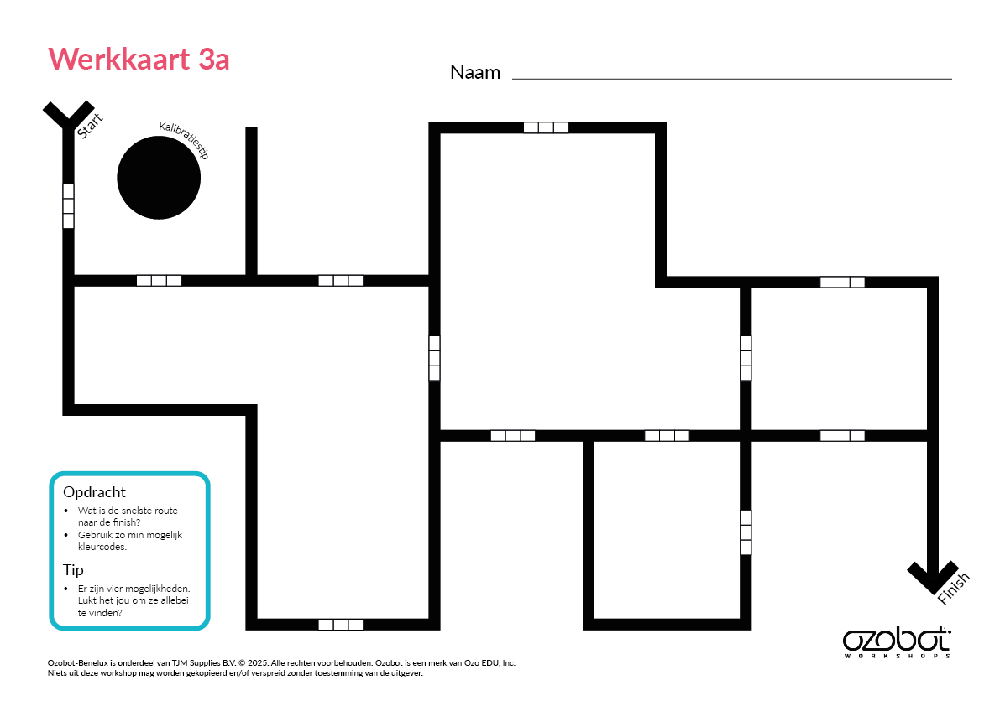 Werkkaart 3a
Naam
Start
Kalibratiestip
Opdracht
• Wat is de snelste route
naar de finish?
• Gebruik zo min mogelijk
kleurcodes.
Tip
• Er zijn vier mogelijkheden.
Lukt het jou om ze allebei
te vinden?
Finish
ozobot
WORKSHOPS
Ozobot-Benelux is onderdeel van TJM Supplies B.V. © 2025. Alle rechten voorbehouden. Ozobot is een merk van Ozo EDU, Inc.
Niets uit deze workshop mag worden gekopieerd en/of verspreid zonder toestemming van de uitgever.